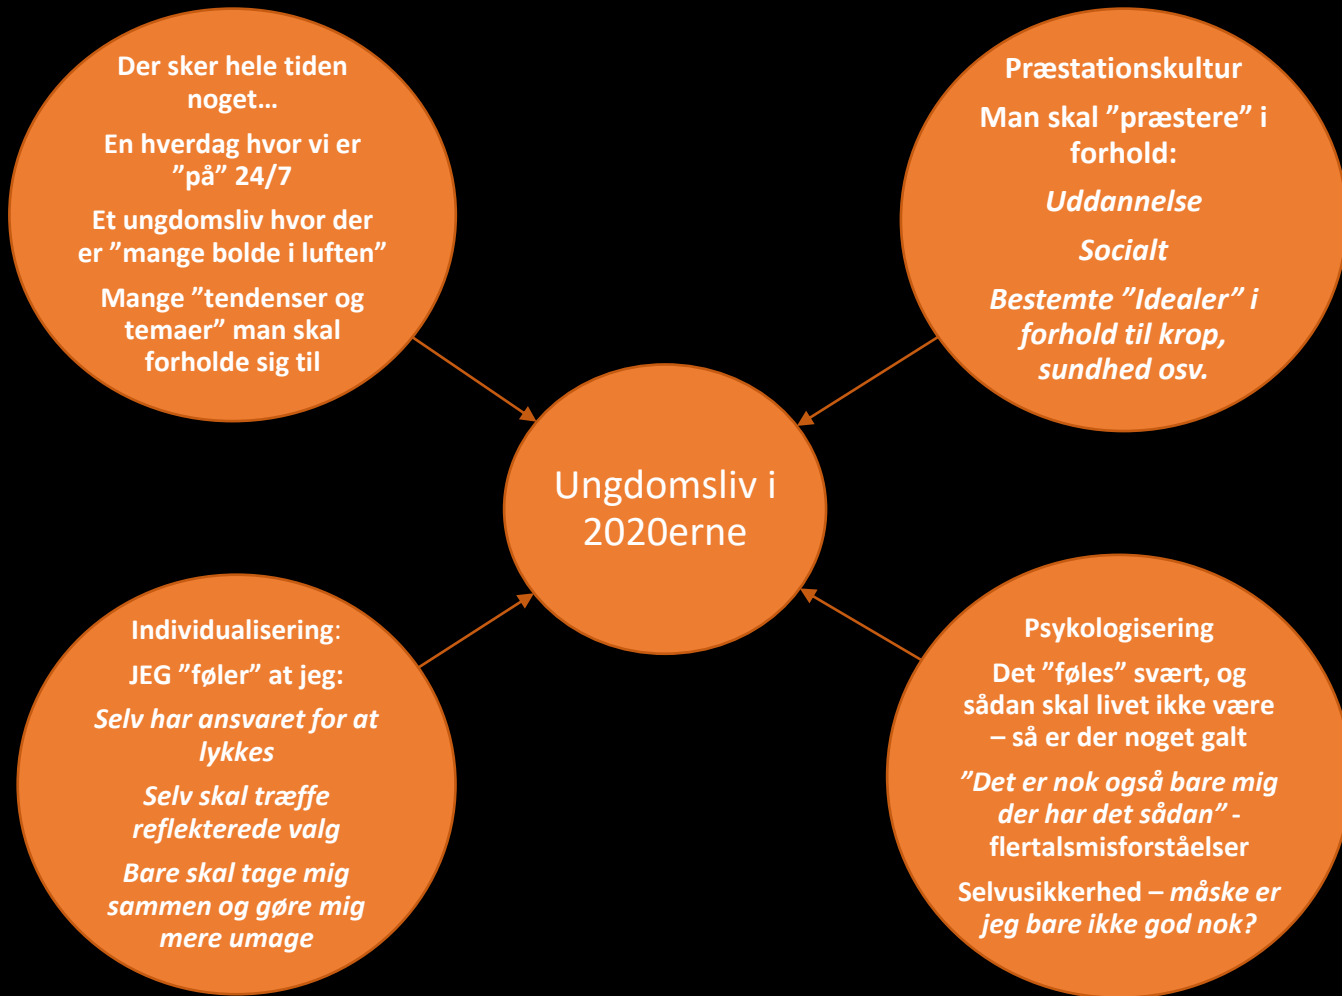 Der sker hele tiden
noget…
En hverdag hvor vi er
”på” 24/7
Et ungdomsliv hvor der
er ”mange bolde i luften”
Mange ”tendenser og
temaer” man skal
forholde sig til
Præstationskultur
Man skal ”præstere” i
forhold:
Uddannelse
Socialt
Bestemte ”Idealer” i
forhold til krop,
sundhed osv.
Ungdomsliv i
2020erne
Individualisering:
JEG ”føler” at jeg:
Selv har ansvaret for at
lykkes
Selv skal træffe
reflekterede valg
Bare skal tage mig
sammen og gøre mig
mere umage
Psykologisering
Det ”føles” svært, og
sådan skal livet ikke være
– så er der noget galt
”Det er nok også bare mig
der har det sådan” -
flertalsmisforståelser
Selvusikkerhed – måske er
jeg bare ikke god nok?